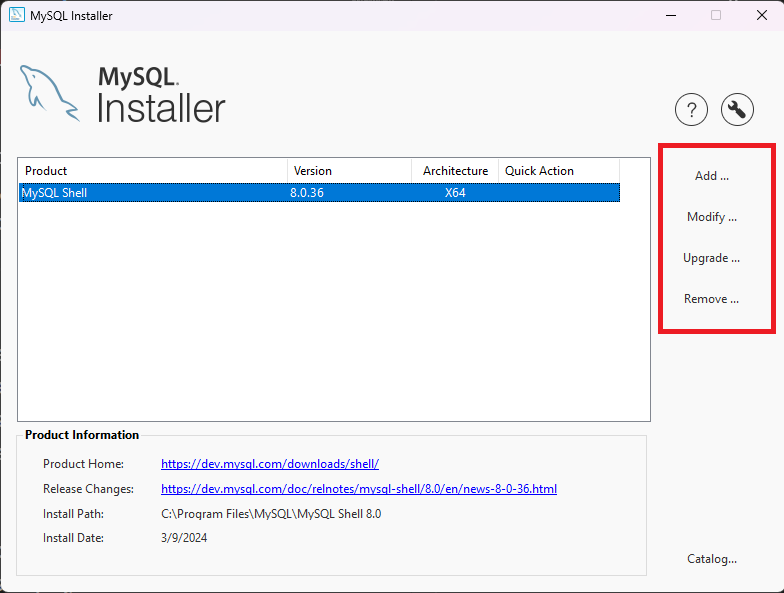 MySQL Installer
MySQL.
Installer
?
Product Version Architecture Quick Action
MySQL Shell 8.0.36 X64
Add ...
Modify ...
Upgrade ...
Remove ...
Product Information
Product Home: https://dev.mysql.com/downloads/shell/
Release Changes: https://dev.mysql.com/doc/relnotes/mysql-shell/8.0/en/news-8-0-36.html
Install Path: C:\Program Files\MySQL\MySQL Shell 8.0
Install Date: 3/9/2024
Catalog...